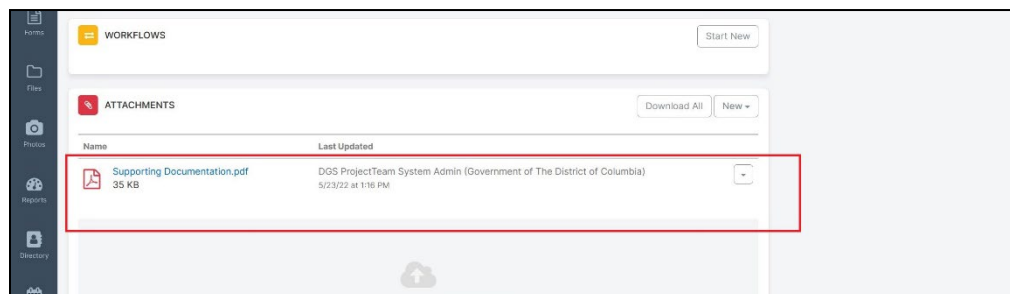 Forms
WORKFLOWS
Start New
Files
ATTACHMENTS
Download All
New
Photos
Name
Last Updated
Supporting Documentation.pdf
DGS ProjectTeam System Admin (Government of The District of Columbia)
35 KB
5/23/22 at 1:16 PM
Reports
Directory